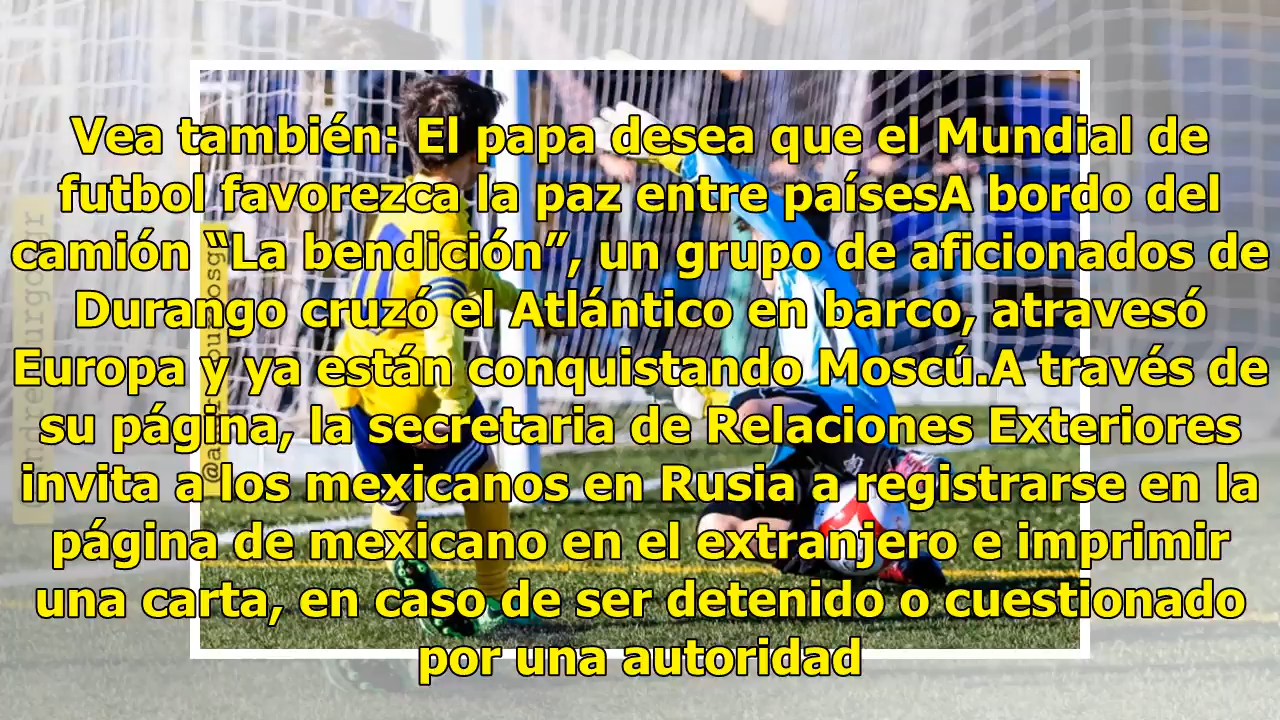 Vea también: El papa desea que el Mundial de
futbol favorezca la paz entre paísesA bordo del
camión “La bendición”, un grupo de aficionados de
Durango cruzó el Atlántico en barco, atravesó
Europa y ya están conquistando Moscú.A través de
su página, la secretaria de Relaciones Exteriores
invita a los mexicanos en Rusia a registrarse en la
página de mexicano en el extranjero e imprimir
una carta, en caso de ser detenido o cuestionado
por una autoridad